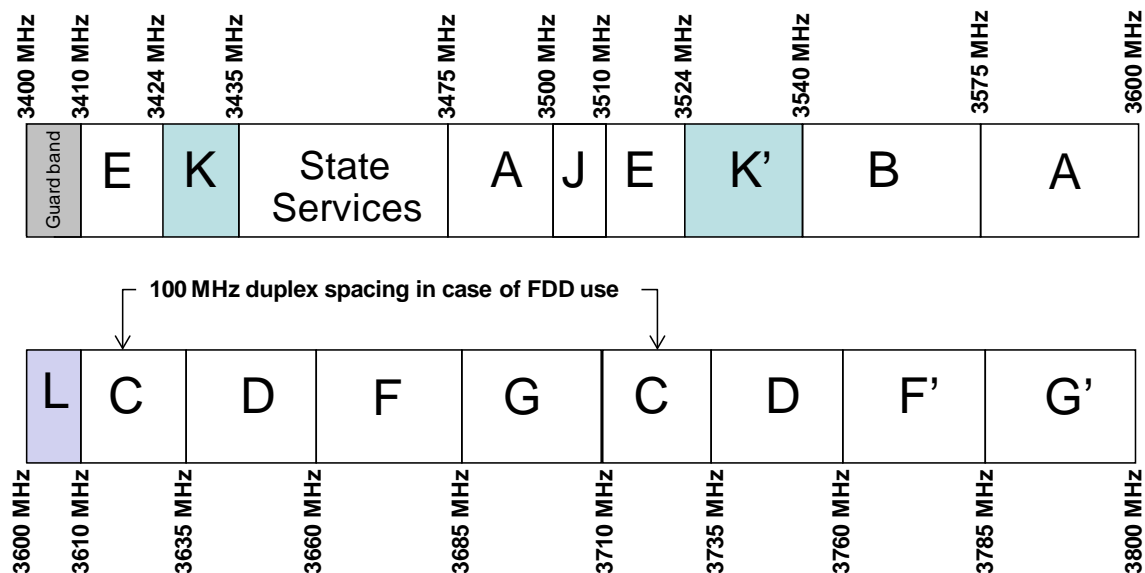 3400 MHz
3410 MHz
3424 MHz
3435 MHz
3475 MHz
3500 MHz
3510 MHz
3524 MHz
3540 MHz
3575 MHz
3600 MHz
Guard band
E
K
State
Services
A
J
E
K’
B
A
100 MHz duplex spacing in case of FDD use
L
C
D
F
G
C
D
F’
G’
3600 MHz
3610 MHz
3635 MHz
3660 MHz
3685 MHz
3710 MHz
3735 MHz
3760 MHz
3785 MHz
3800 MHz